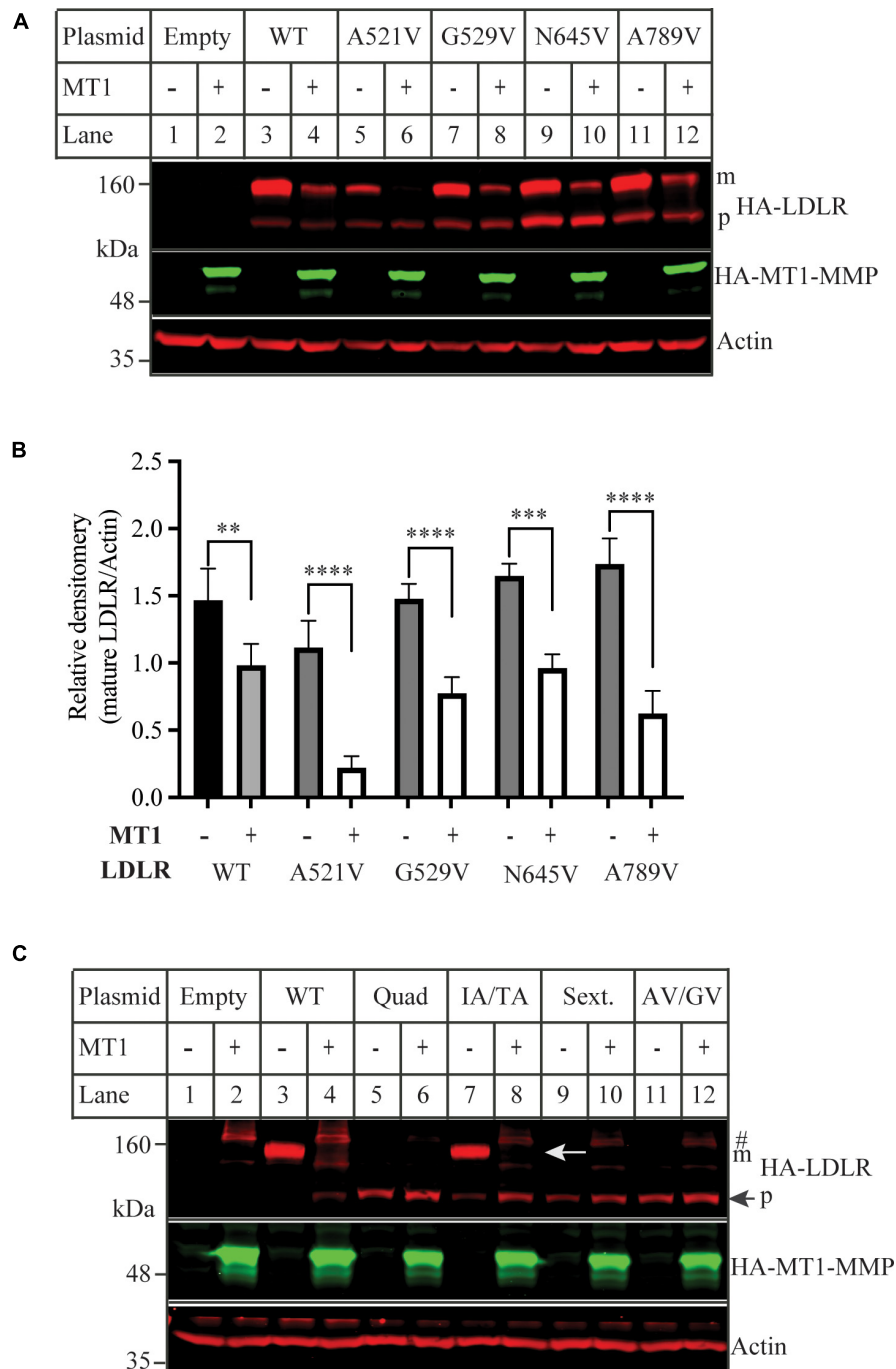 A
Plasmid Empty WT A521V G529V N645V A789V
MT1 - + - + - + - + - + - +
Lane 1 2 3 4 5 6 7 8 9 10 11 12
160
m
p
HA-LDLR
kDa
HA-MT1-MMP
48
Actin
35
B
Relative densitomery
(mature LDLR/Actin)
2.5
2.0
1.5
1.0
0.5
0.0
** **** **** *** ****
MT1 - + - + - + - + - +
LDLR WT A521V G529V N645V A789V
C
Plasmid Empty WT Quad IA/TA Sext. AV/GV
MT1 - + - + - + - + - + - +
Lane 1 2 3 4 5 6 7 8 9 10 11 12
160
#
m
HA-LDLR
p
kDa
HA-MT1-MMP
48
Actin
35